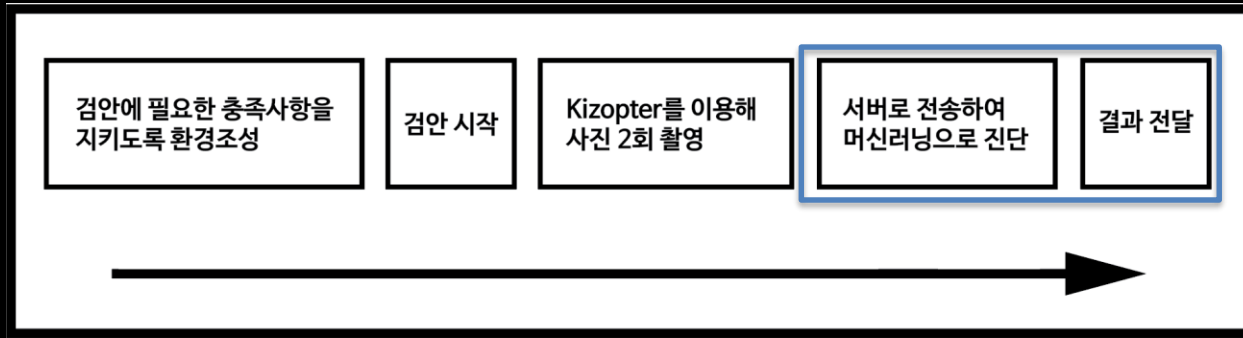 검안에 필요한 충족사항을
지키도록 환경조성
검안 시작
Kizopter를 이용해
사진 2회 촬영
서버로 전송하여
머신러닝으로 진단
결과 전달